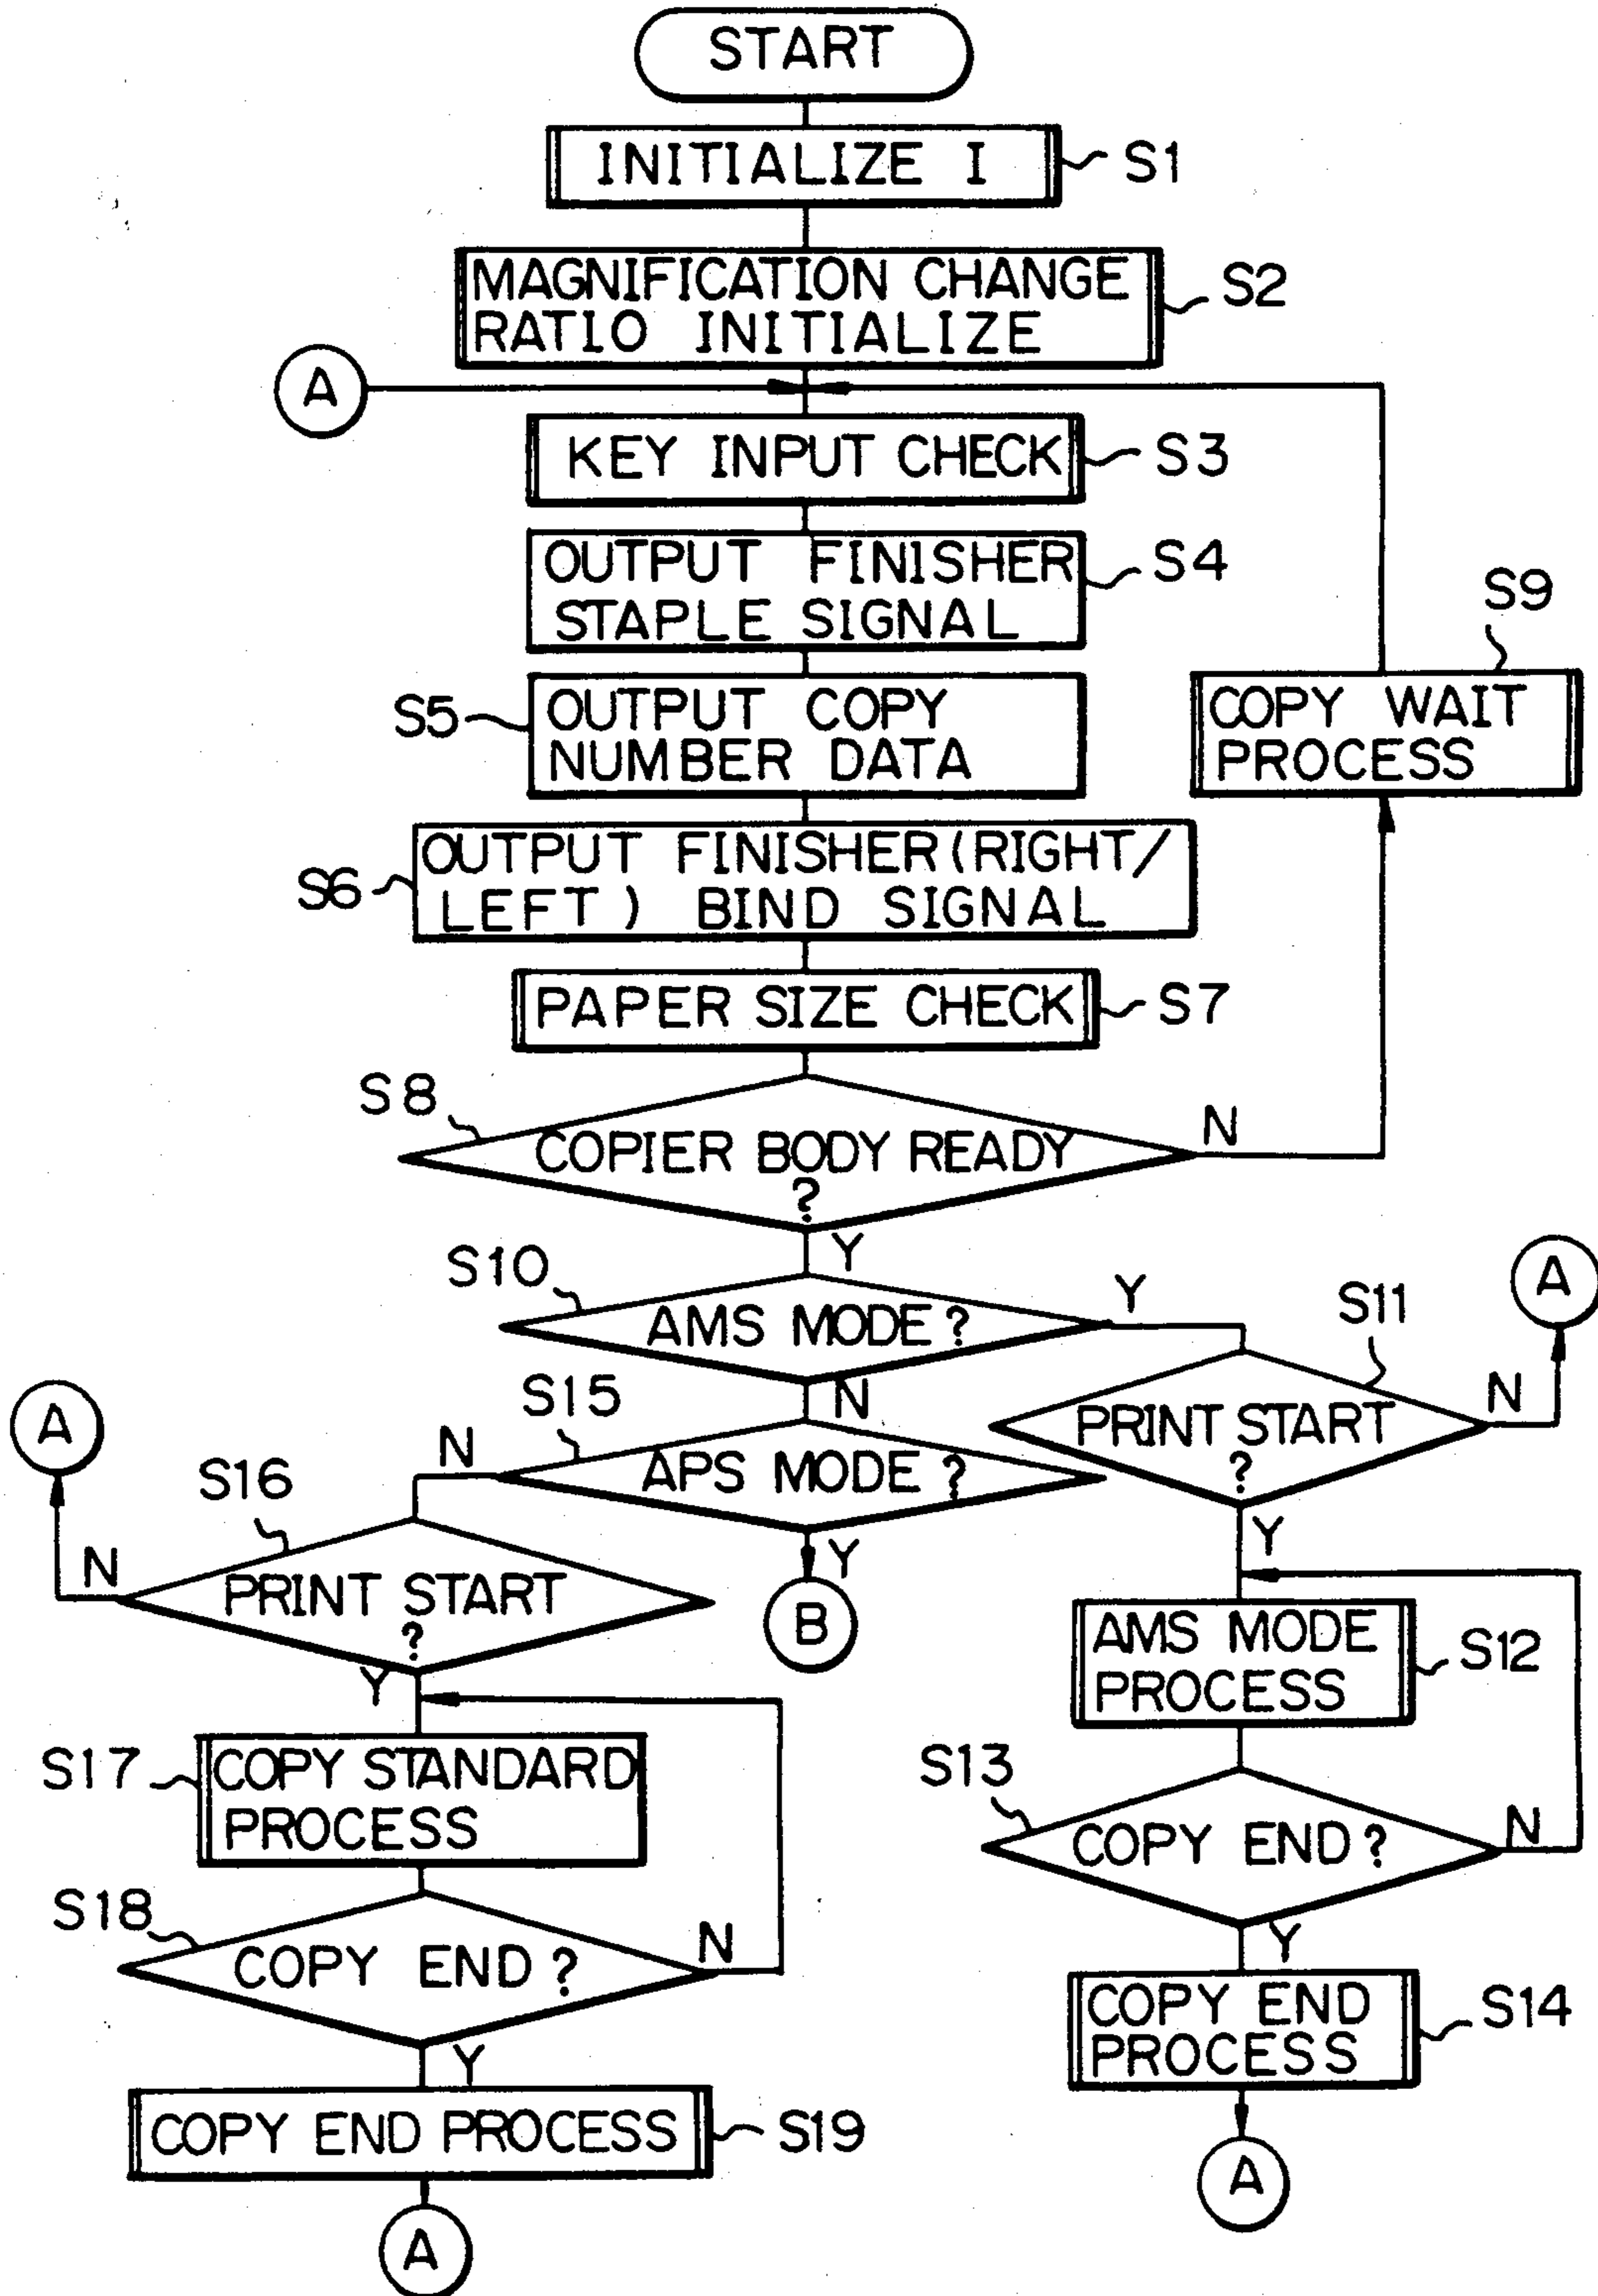 START
INITIALIZE I
S1
MAGNIFICATION CHANGE
RATIO INITIALIZE
S2
A
KEY INPUT CHECK
S3
OUTPUT FINISHER
STAPLE SIGNAL
S4
S9
COPY WAIT
PROCESS
S5
OUTPUT COPY
NUMBER DATA
S6
OUTPUT FINISHER(RIGHT/
LEFT) BIND SIGNAL
PAPER SIZE CHECK
S7
S8
COPIER BODY READY
?
N
Y
S10
AMS MODE?
Y
N
S11
A
PRINT START
?
N
Y
S15
APS MODE?
N
Y
B
A
S16
PRINT START
?
N
Y
AMS MODE
PROCESS
S12
S17
COPY STANDARD
PROCESS
S13
COPY END?
N
Y
S18
COPY END?
N
Y
COPY END
PROCESS
S14
A
COPY END PROCESS
S19
A